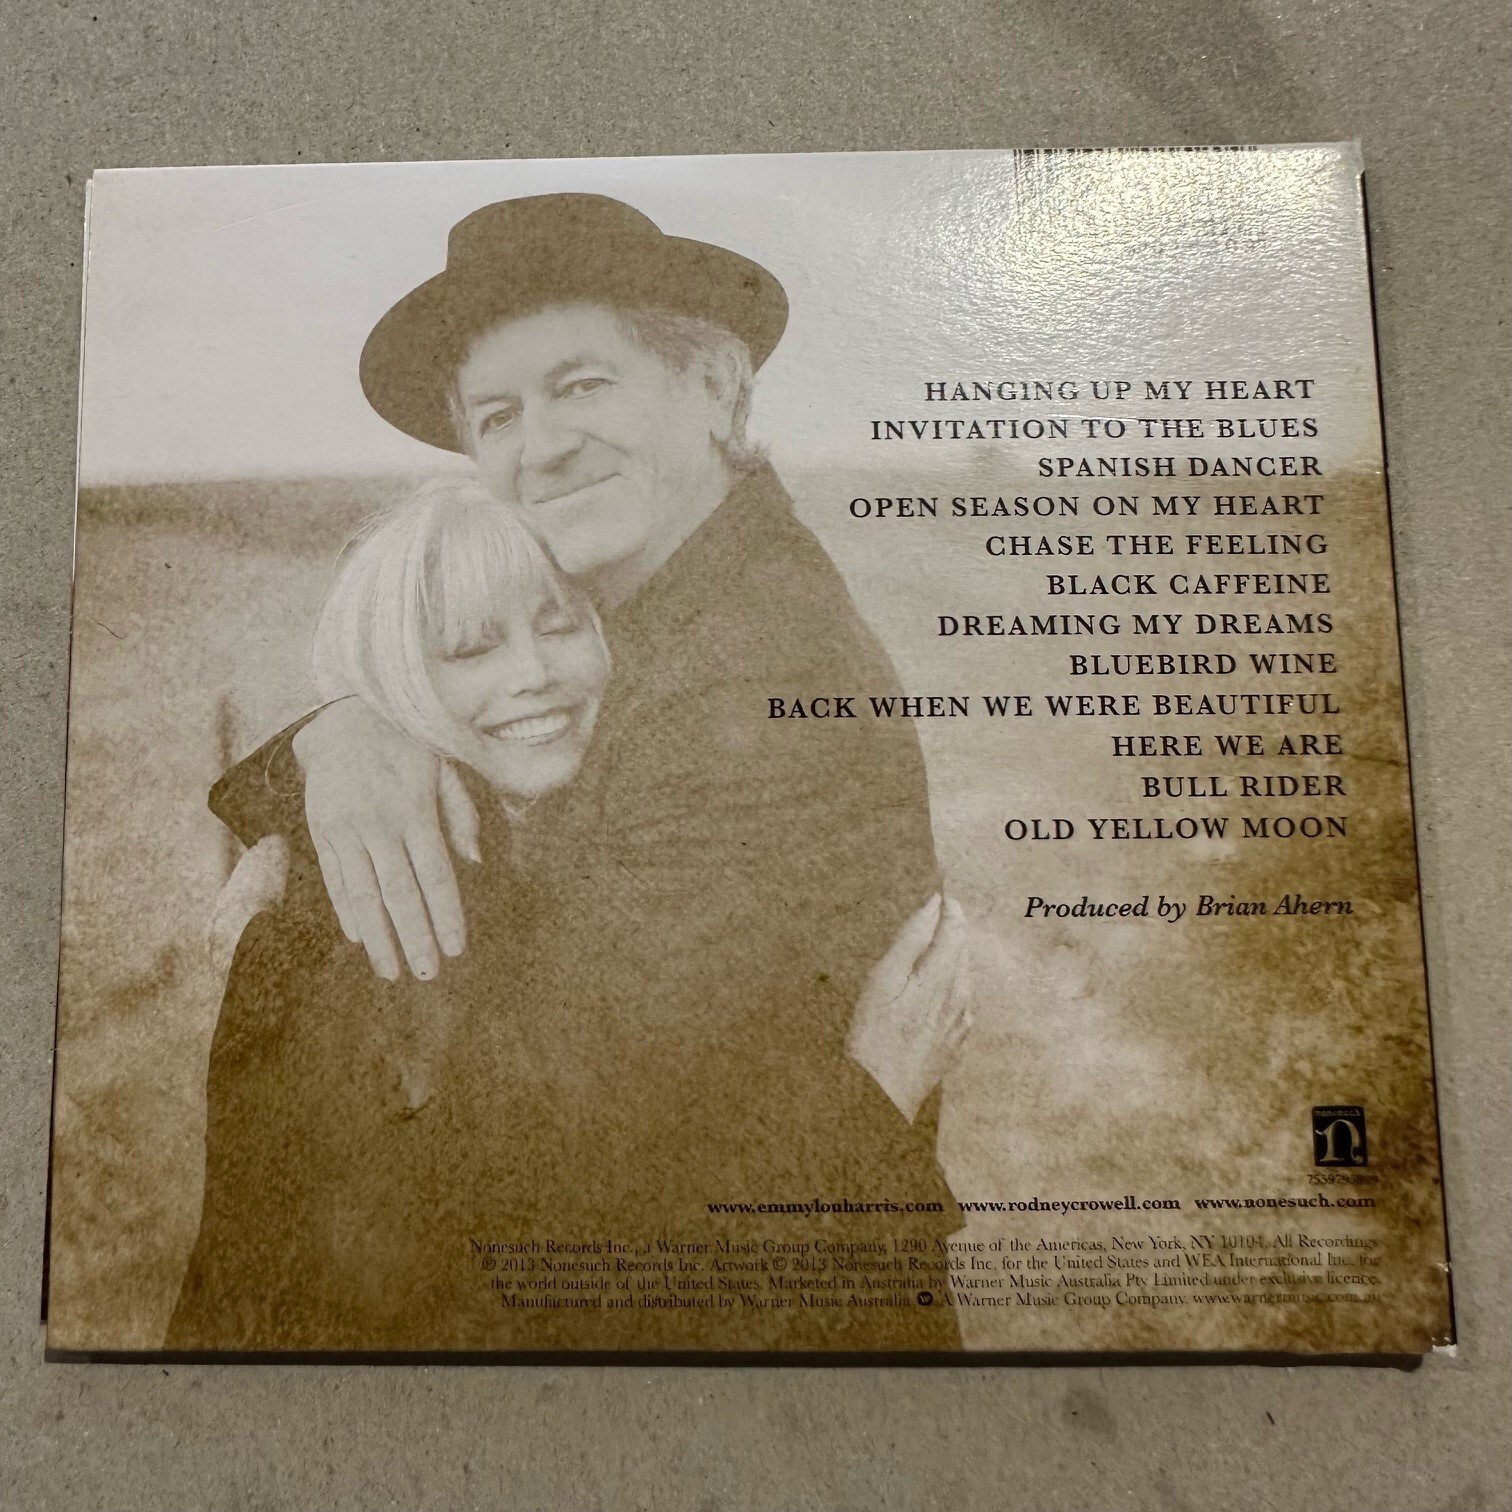 HANGING UP MY HEART
INVITATION TO THE BLUES
SPANISH DANCER
OPEN SEASON ON MY HEART
CHASE THE FEELING
BLACK CAFFEINE
DREAMING MY DREAMS
BLUEBIRD WINE
BACK WHEN WE WERE BEAUTIFUL
HERE WE ARE
BULL RIDER
OLD YELLOW MOON
Produced by Brian Ahern
nonesuch
n
www.emmylouharris.com www.rodneycrowell.com www.nonesuch.com
Nonesuch Records Inc., a Warner Music Group Company, 1290 Avenue of the Americas, New York, NY 10104. All Recordings
℗ 2013 Nonesuch Records Inc. Artwork © 2013 Nonesuch Records Inc. for the United States and WEA International Inc. for
the world outside of the United States. Marketed in Australia by Warner Music Australia Pty Limited under exclusive licence.
Manufactured and distributed by Warner Music Australia A Warner Music Group Company. www.warnermusic.com.au